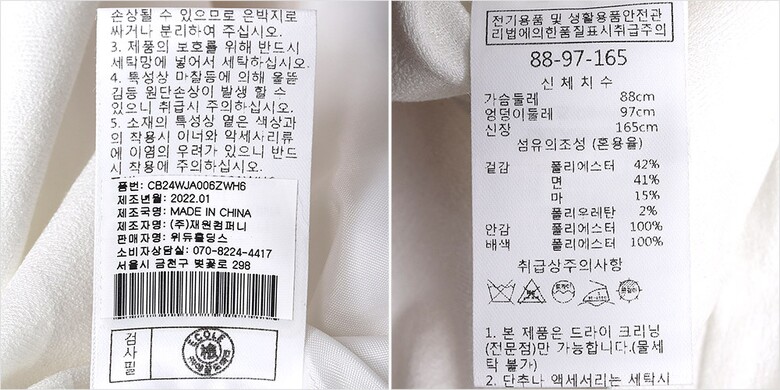 손상될 수 있으므로 은박지로
싸거나 분리하여 주십시오.
3. 제품의 보호를 위해 반드시
세탁망에 넣어서 세탁하십시오.
4. 특성상 마찰등에 의해 올뜯
김등 원단손상이 발생 할 수
있으니 취급시 주의하십시오.
5. 소재의 특성상 옅은 색상과
의 착용시 이너와 악세사리류
에 이염의 우려가 있으니 반드
시 착용에 주의하십시오.
품번: CB24WJA006ZWH6
제조년월: 2022.01
제조국명: MADE IN CHINA
제조자명: (주)재원컴퍼니
판매자명: 위듀홀딩스
소비자상담실: 070-8224-4417
서울시 금천구 벚꽃로 298
검사필
ECOLE
전기용품 및 생활용품안전관
리법에의한품질표시취급주의
88-97-165
신체치수
가슴둘레 88cm
엉덩이둘레 97cm
신장 165cm
섬유의조성 (혼용율)
겉감 폴리에스터 42%
면 41%
마 15%
폴리우레탄 2%
안감 폴리에스터 100%
배색 폴리에스터 100%
취급상주의사항
1. 본 제품은 드라이 크리닝
(전문점)만 가능합니다.(물세
탁 불가)
2. 단추나 액세서리는 세탁시